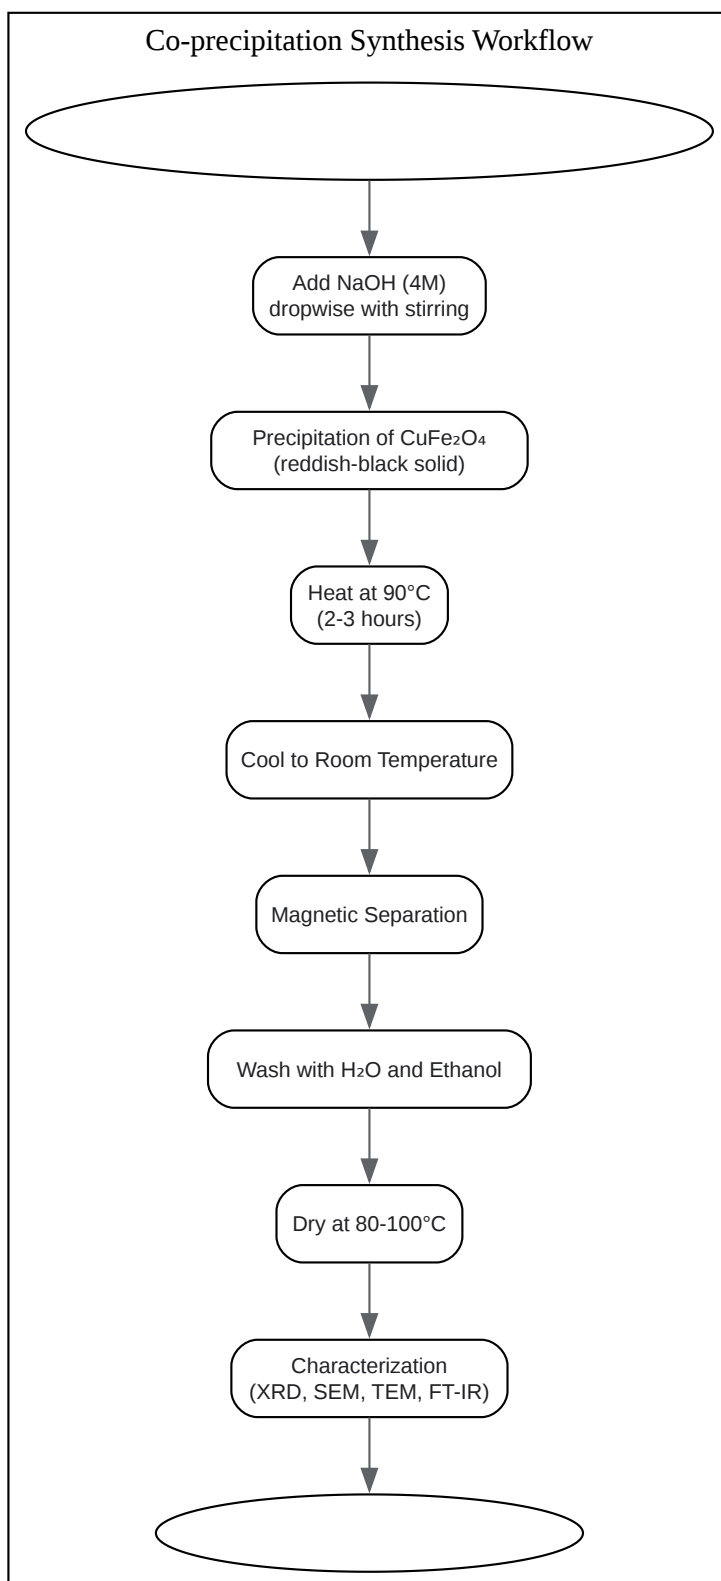 Co-precipitation Synthesis Workflow
Add NaOH (4M)
dropwise with stirring
Precipitation of CuFe₂O₄
(reddish-black solid)
Heat at 90°C
(2-3 hours)
Cool to Room Temperature
Magnetic Separation
Wash with H₂O and Ethanol
Dry at 80-100°C
Characterization
(XRD, SEM, TEM, FT-IR)